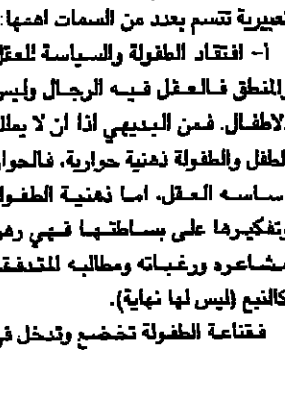 تعبيرية تتسم بعدد من السمات اهمها:
أ- افتقاد الطفولة والسياسة للعقل
والمنطق فالعقل فيه الرجال وليس
الاطفال. فمن البديهي اذا ان لا يملك
الطفل والطفولة ذهنية حوارية، فالحوار
ساسه العقل، اما ذهنية الطفولة
وتفكيرها على بساطتها فهي رهن
مشاعره ورغباته ومطالبه المتدفقة
كالنبع (ليس لها نهاية).
فقناعة الطفولة تخضع وتدخل في